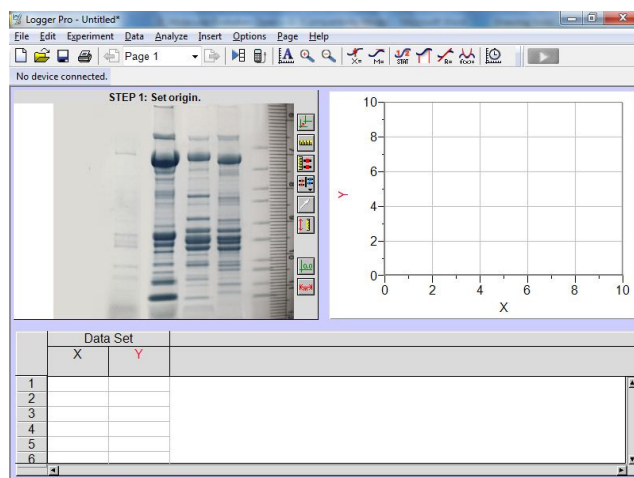 Logger Pro - Untitled*
File Edit Experiment Data Analyze Insert Options Page Help
Page 1
No device connected.
STEP 1: Set origin.
10
8
6
4
2
0
Y
0 2 4 6 8 10
X
Data Set
X Y
1
2
3
4
5
6